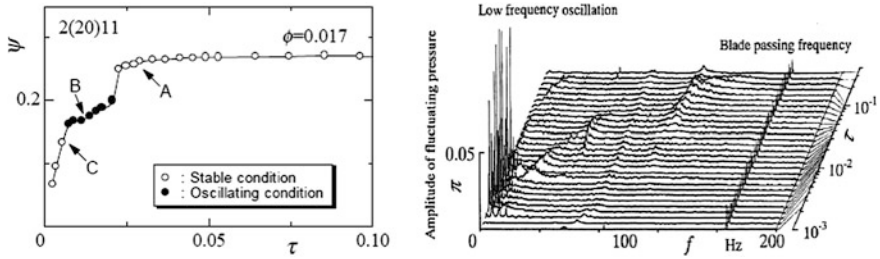 2(20)11
ϕ=0.017
ψ
0.2
A
B
C
○ : Stable condition
● : Oscillating condition
0
0.05
0.10
τ
Low frequency oscillation
Blade passing frequency
Amplitude of fluctuating pressure
π
0.05
0
100
f
Hz
200
10⁻³
10⁻²
10⁻¹
τ